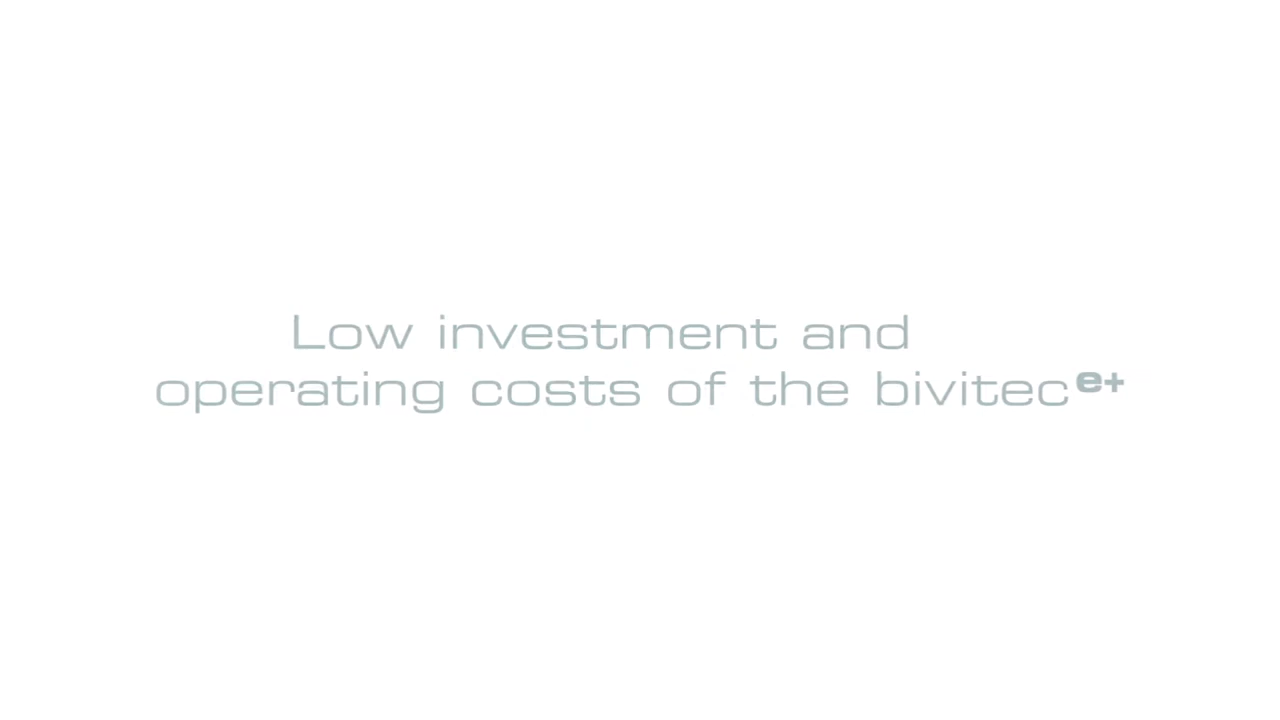 Low investment and
operating costs of the bivitec e+